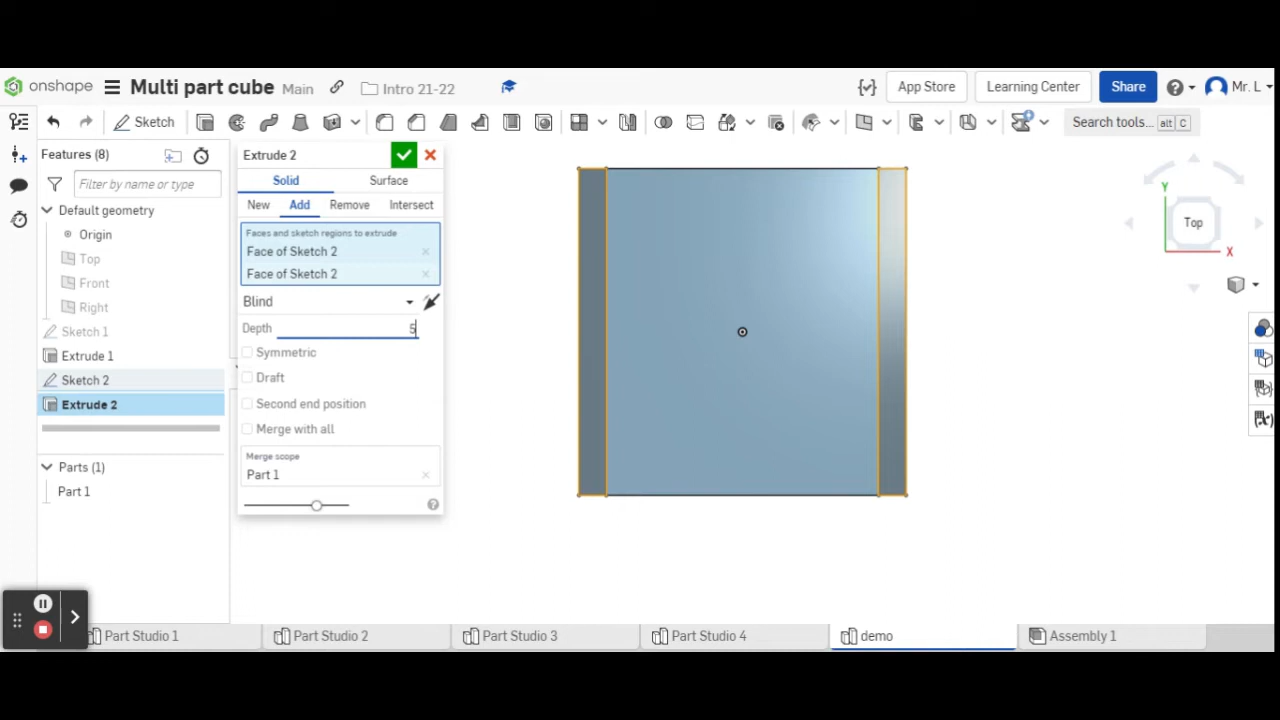 onshape
Multi part cube
Main
Intro 21-22
App Store
Learning Center
Share
Mr. L
Sketch
Search tools...
alt
C
Features (8)
Filter by name or type
Default geometry
Origin
Top
Front
Right
Sketch 1
Extrude 1
Sketch 2
Extrude 2
Parts (1)
Part 1
Extrude 2
Solid
Surface
New
Add
Remove
Intersect
Faces and sketch regions to extrude
Face of Sketch 2
Face of Sketch 2
Blind
Depth
5
Symmetric
Draft
Second end position
Merge with all
Merge scope
Part 1
Y
Top
X
Part Studio 1
Part Studio 2
Part Studio 3
Part Studio 4
demo
Assembly 1